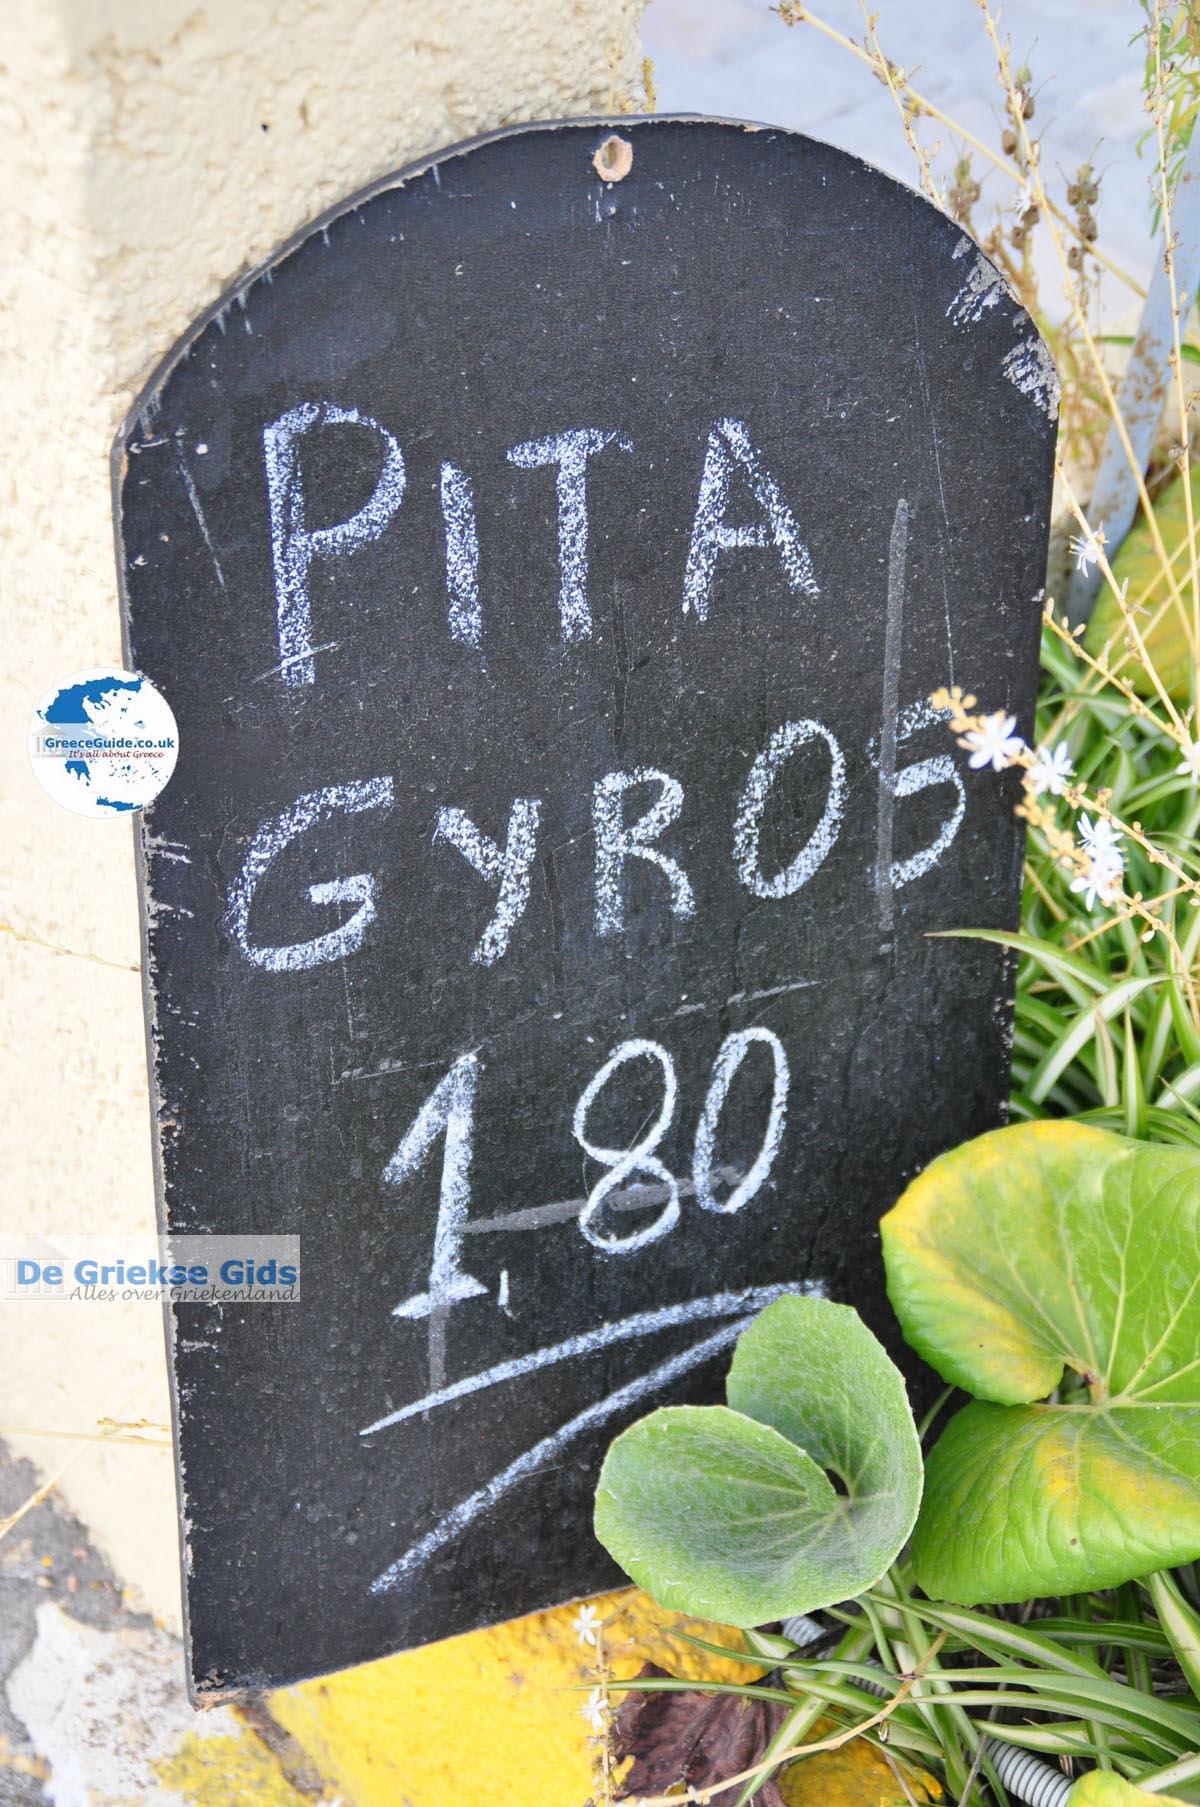 PITA
GYROS
1,80
GreeceGuide.co.uk
It's all about Greece
De Griekse Gids
Alles over Griekenland